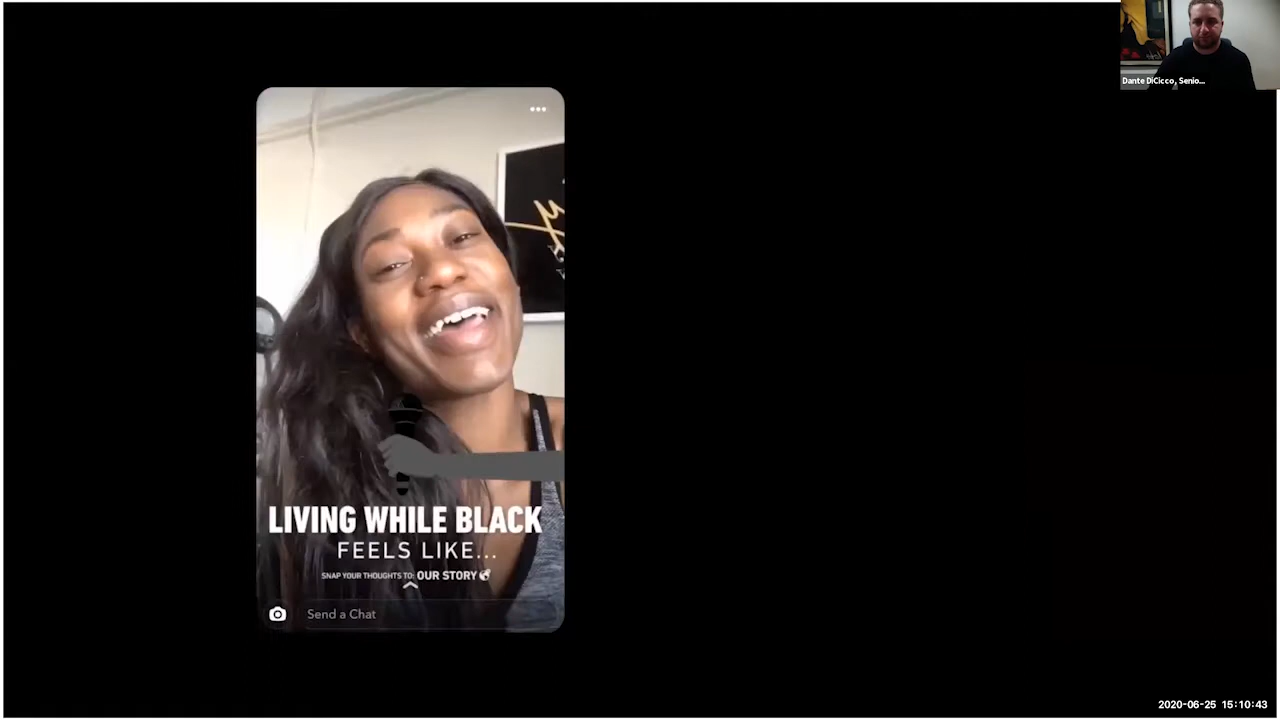 Dante DiCicco, Senio...
LIVING WHILE BLACK
FEELS LIKE...
SNAP YOUR THOUGHTS TO: OUR STORY
Send a Chat
2020-06-25 15:10:43